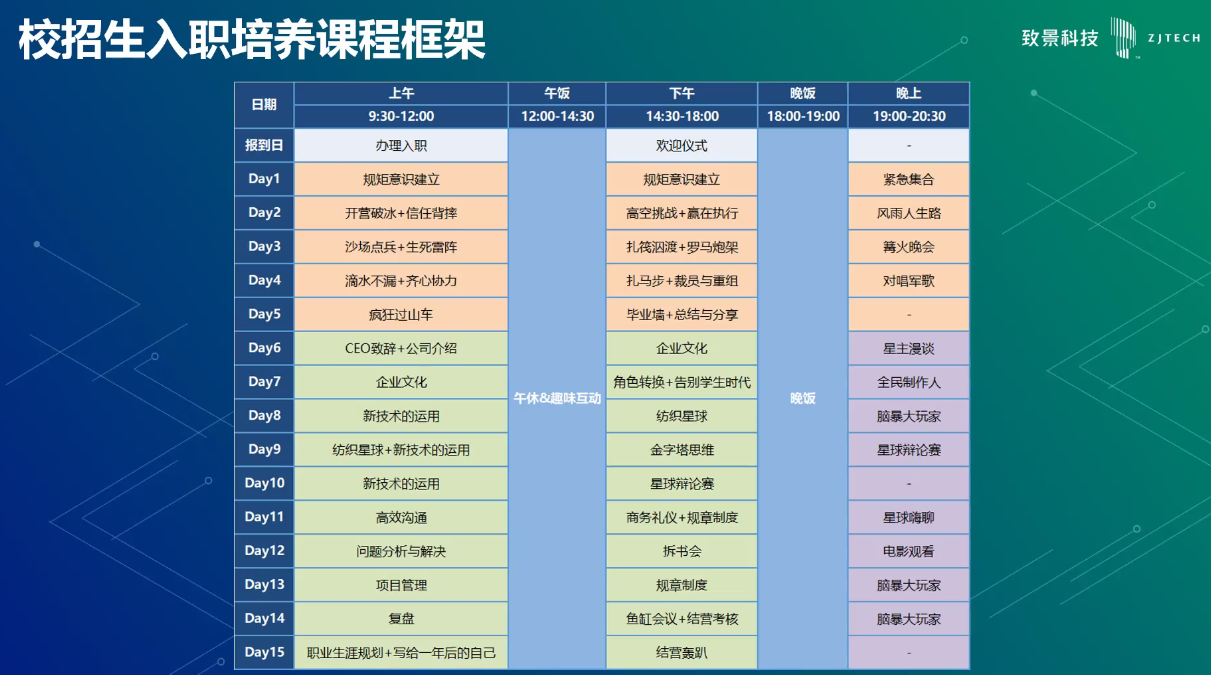 校招生入职培养课程框架
致景科技 ZJTECH
日期 上午 午饭 下午 晚饭 晚上
9:30-12:00 12:00-14:30 14:30-18:00 18:00-19:00 19:00-20:30
报到日 办理入职 欢迎仪式 -
Day1 规矩意识建立 规矩意识建立 紧急集合
Day2 开营破冰+信任背摔 高空挑战+赢在执行 风雨人生路
Day3 沙场点兵+生死雷阵 扎筏泅渡+罗马炮架 篝火晚会
Day4 滴水不漏+齐心协力 扎马步+裁员与重组 对唱军歌
Day5 疯狂过山车 毕业墙+总结与分享 -
Day6 CEO致辞+公司介绍 企业文化 星主漫谈
Day7 企业文化 角色转换+告别学生时代 全民制作人
午休&趣味互动 晚饭
Day8 新技术的运用 纺织星球 脑暴大玩家
Day9 纺织星球+新技术的运用 金字塔思维 星球辩论赛
Day10 新技术的运用 星球辩论赛 -
Day11 高效沟通 商务礼仪+规章制度 星球嗨聊
Day12 问题分析与解决 拆书会 电影观看
Day13 项目管理 规章制度 脑暴大玩家
Day14 复盘 鱼缸会议+结营考核 脑暴大玩家
Day15 职业生涯规划+写给一年后的自己 结营轰趴 -